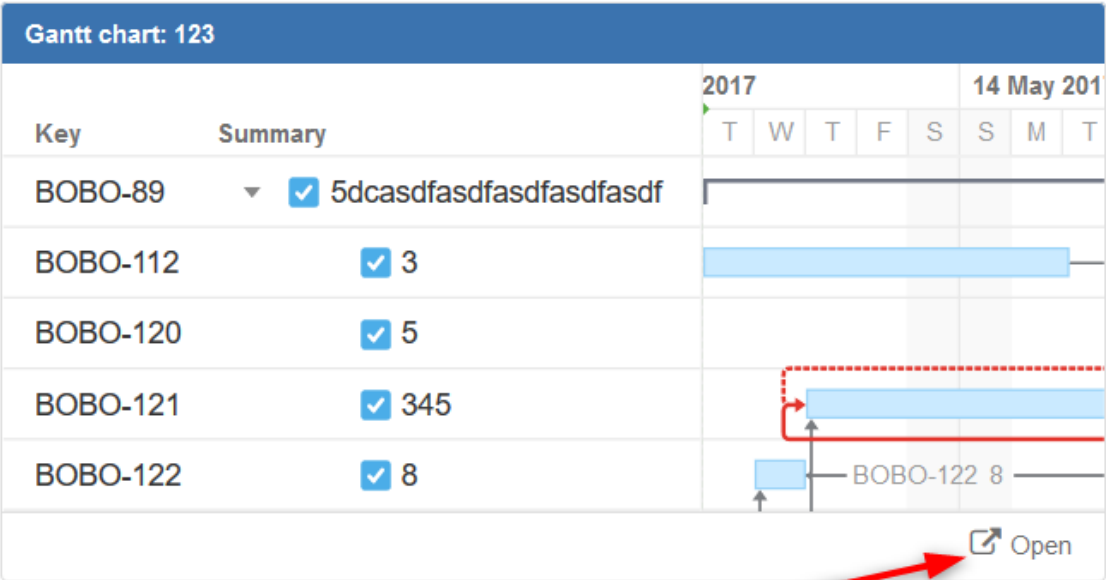 Gantt chart: 123
2017 14 May 201
Key Summary T W T F S S M T
BOBO-89 5dcasdfasdfasdfasdfasdf
BOBO-112 3
BOBO-120 5
BOBO-121 345
BOBO-122 8 BOBO-122 8
Open